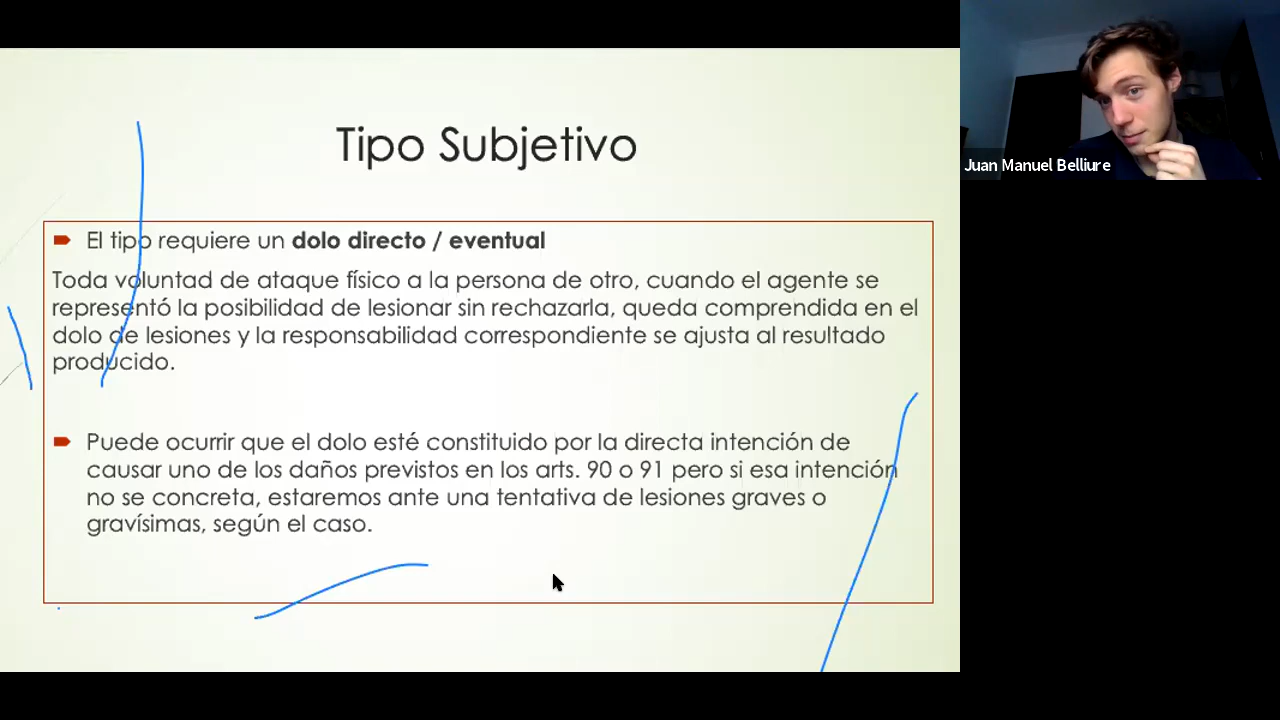 Tipo Subjetivo
El tipo requiere un dolo directo / eventual
Toda voluntad de ataque físico a la persona de otro, cuando el agente se
representó la posibilidad de lesionar sin rechazarla, queda comprendida en el
dolo de lesiones y la responsabilidad correspondiente se ajusta al resultado
producido.
Puede ocurrir que el dolo esté constituido por la directa intención de
causar uno de los daños previstos en los arts. 90 o 91 pero si esa intención
no se concreta, estaremos ante una tentativa de lesiones graves o
gravísimas, según el caso.
Juan Manuel Belliure